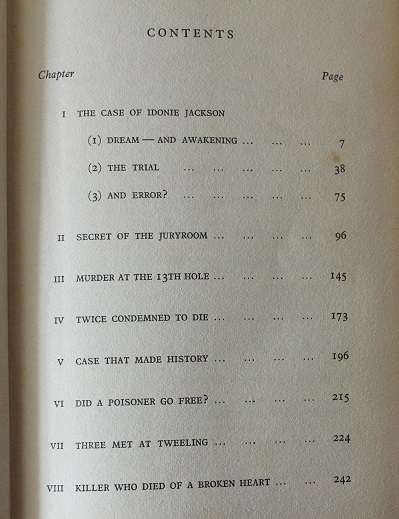 CONTENTS
Chapter Page
I THE CASE OF IDONIE JACKSON
(1) DREAM — AND AWAKENING ... ... ... 7
(2) THE TRIAL ... ... ... ... 38
(3) AND ERROR? ... ... ... ... 75
II SECRET OF THE JURYROOM ... ... ... ... 96
III MURDER AT THE 13TH HOLE ... ... ... ... 145
IV TWICE CONDEMNED TO DIE ... ... ... ... 173
V CASE THAT MADE HISTORY ... ... ... ... 196
VI DID A POISONER GO FREE? ... ... ... ... 215
VII THREE MET AT TWEELING ... ... ... ... 224
VIII KILLER WHO DIED OF A BROKEN HEART ... ... 242